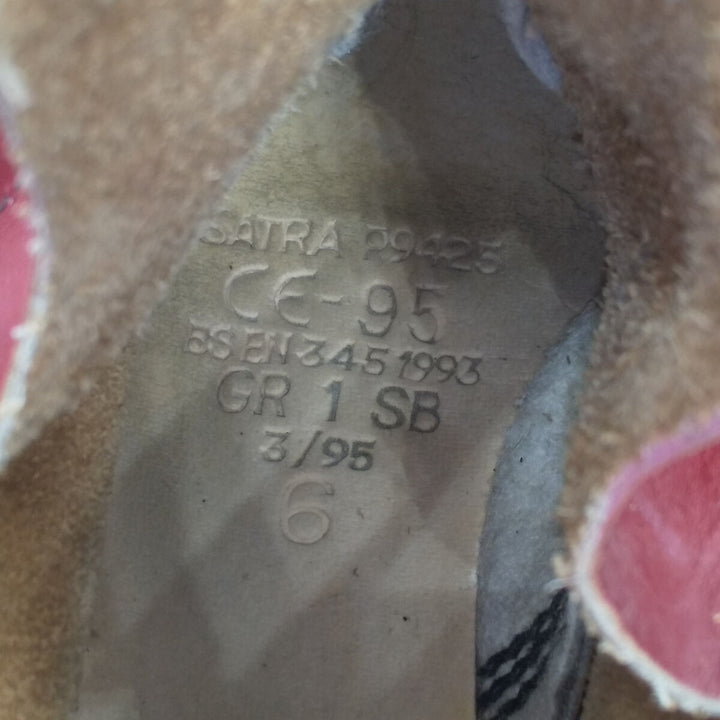 SATRA P9425
CE-95
BS EN 345 1993
GR 1 SB
3/95
6